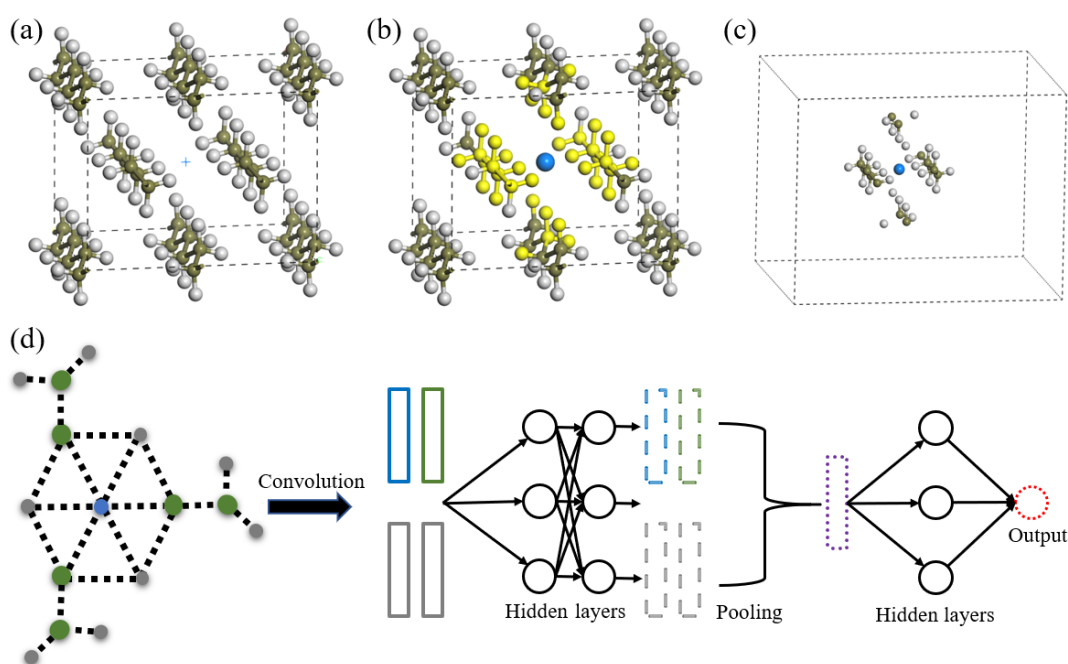 (a)
(b)
(c)
(d)
Convolution
Hidden layers
Pooling
Hidden layers
Output